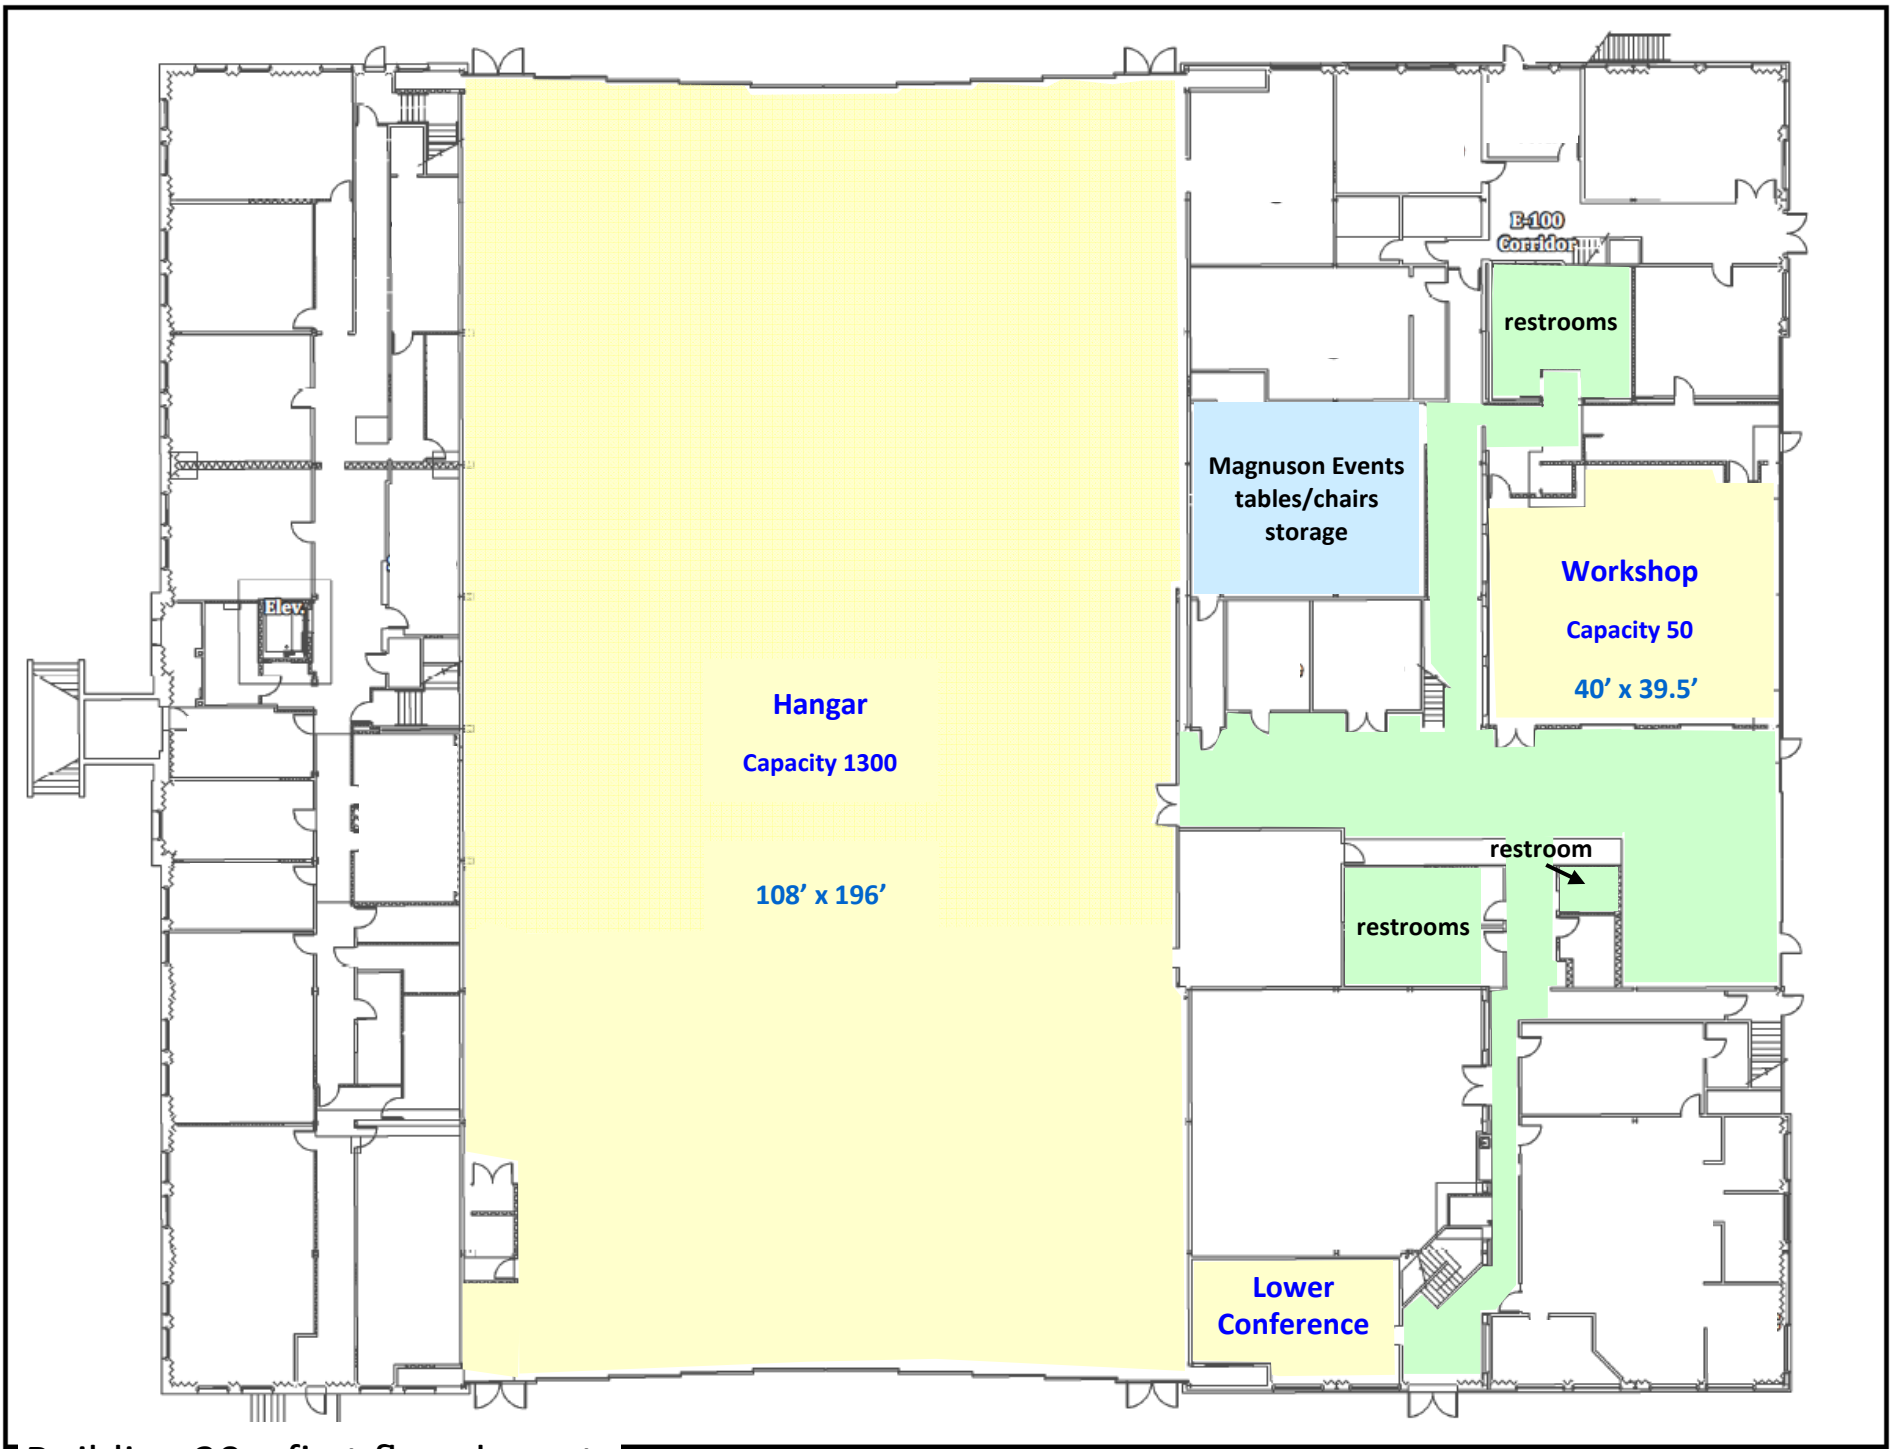 E-100
Corridor
restrooms
Magnuson Events
tables/chairs
storage
Workshop
Capacity 50
40’ x 39.5’
Elev.
Hangar
Capacity 1300
108’ x 196’
restroom
restrooms
Lower
Conference